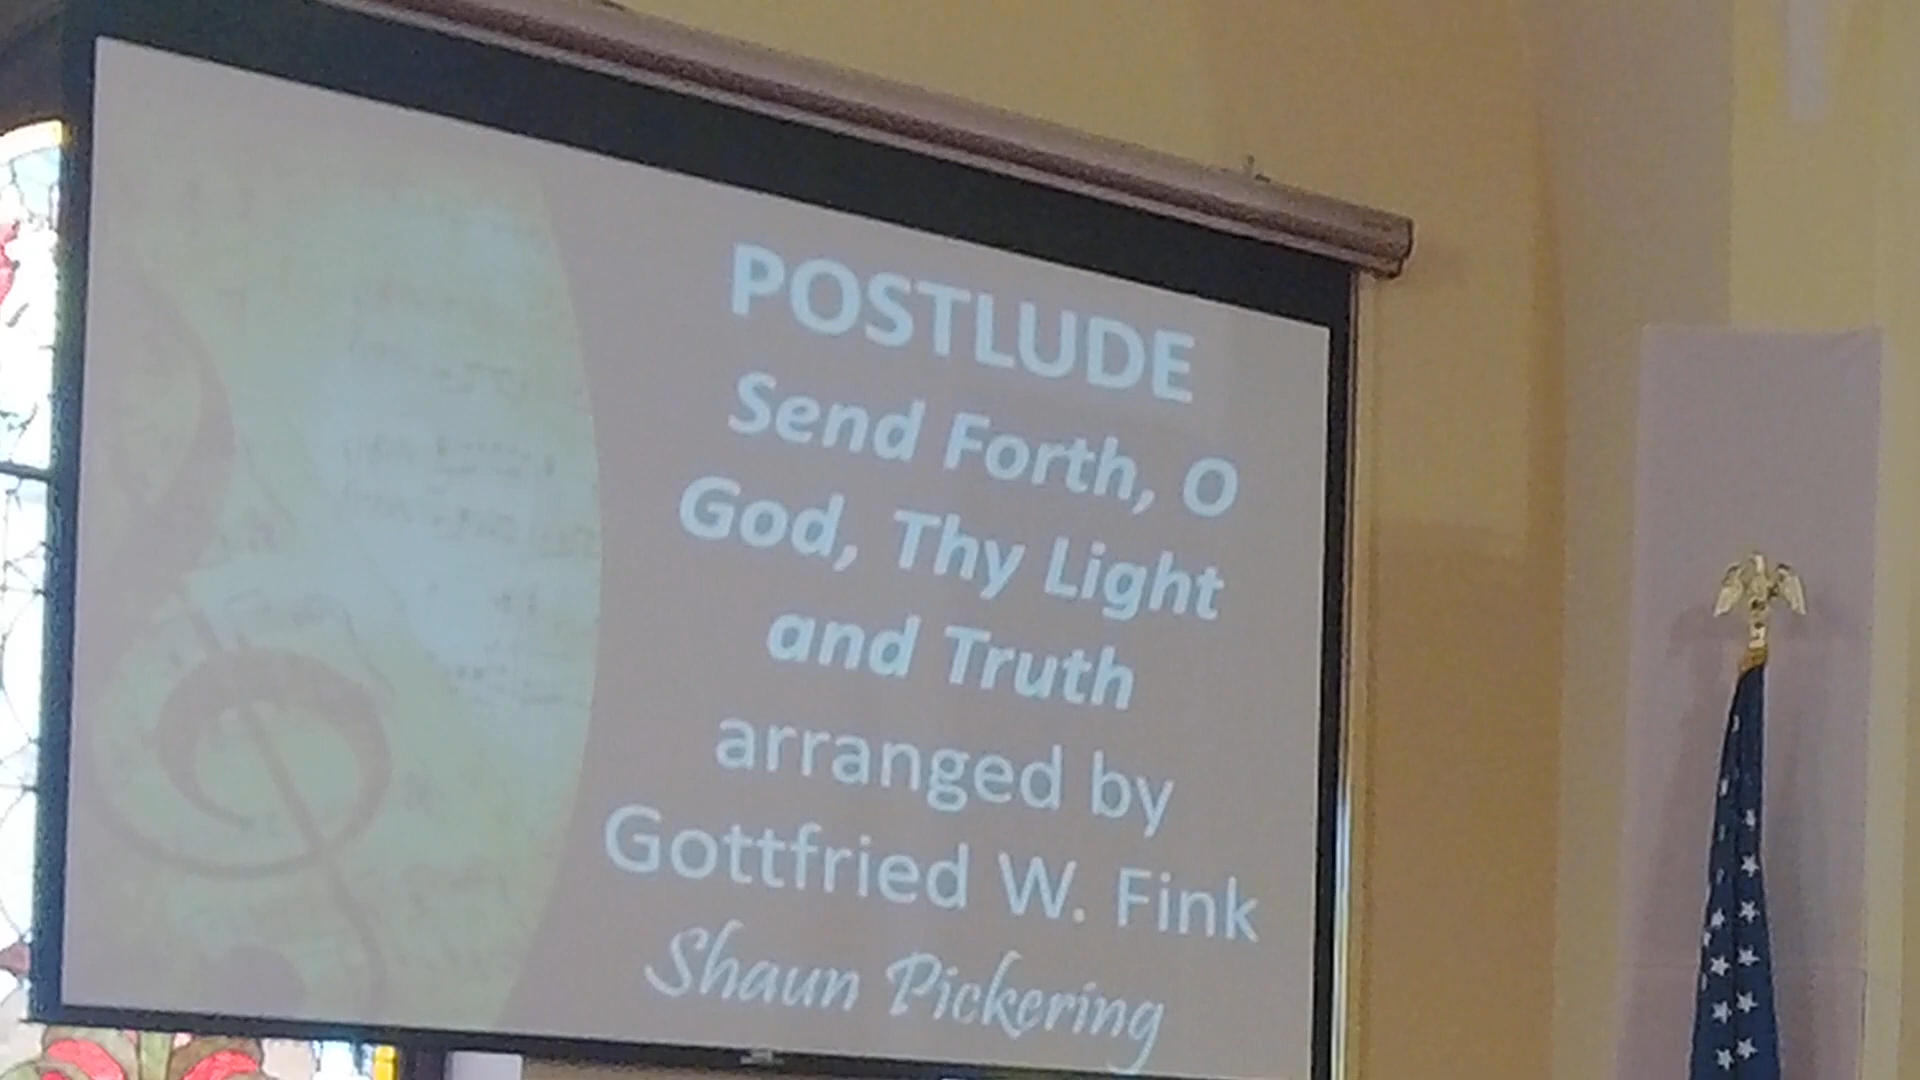 POSTLUDE
Send Forth, O
God, Thy Light
and Truth
arranged by
Gottfried W. Fink
Shaun Pickering